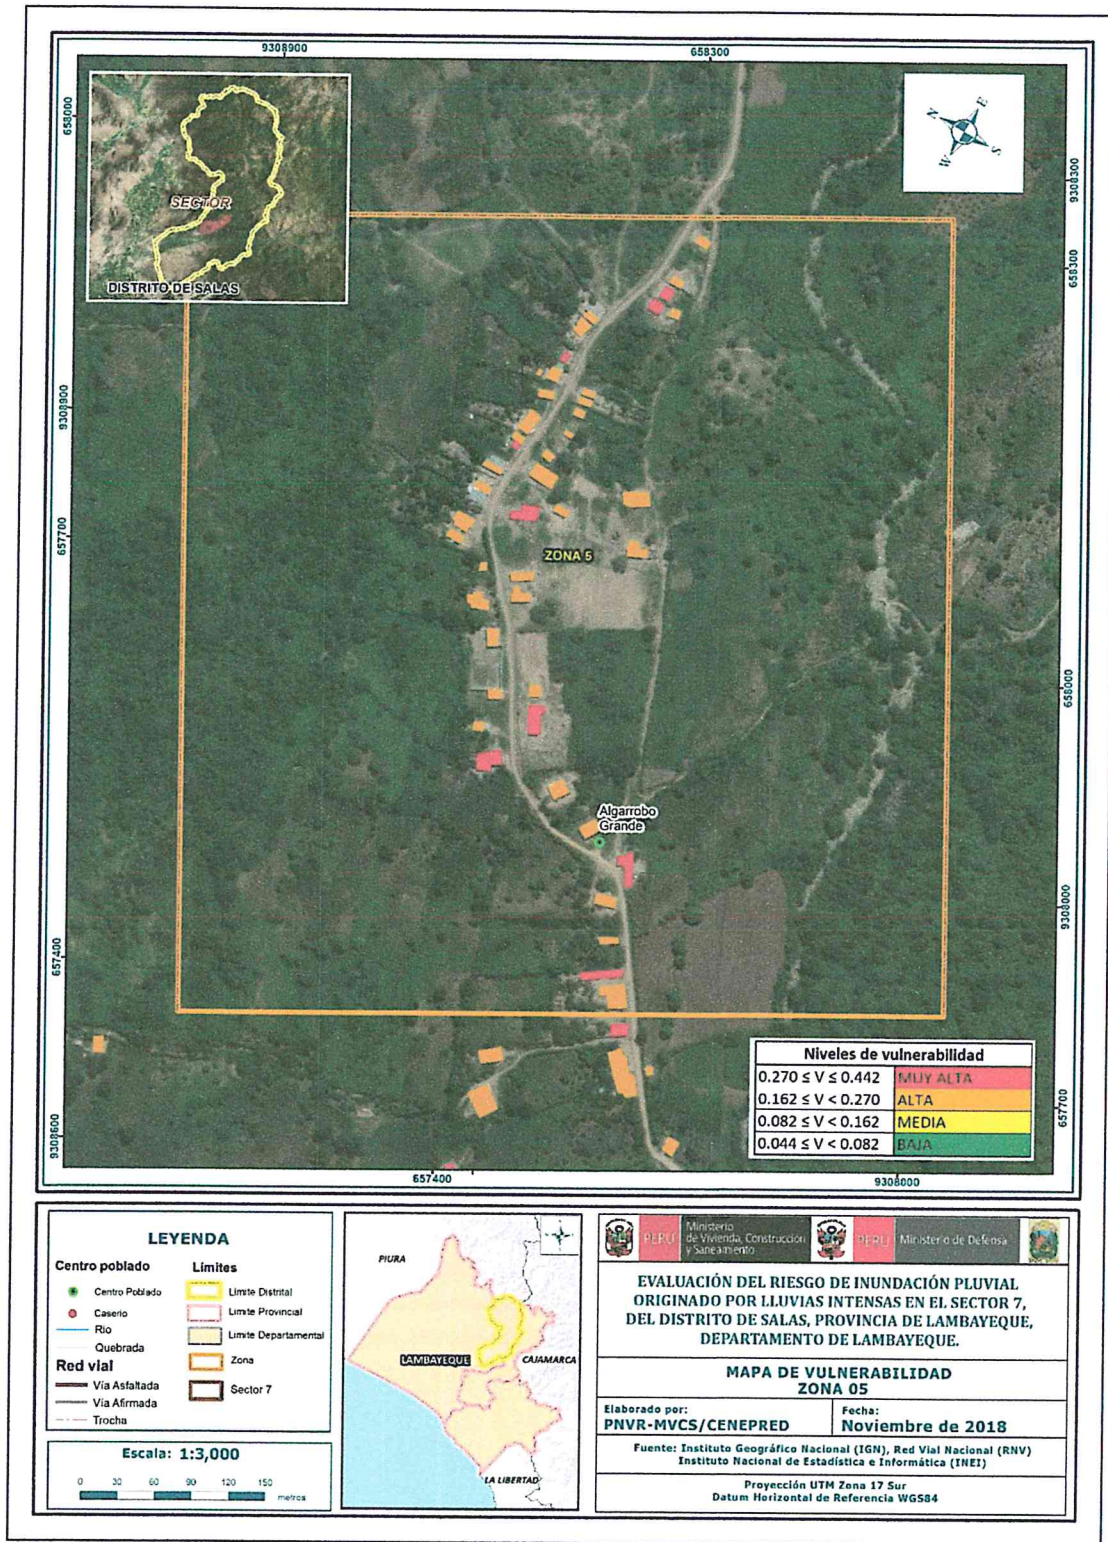 9308900
658300
658000
9308300
658300
9308900
657700
658000
657400
9308000
9308600
657700
657400
9308000
N
E
W
S
SECTOR
DISTRITO DE SALAS
ZONA 5
Algarrobo
Grande
Niveles de vulnerabilidad
0.270 ≤ V ≤ 0.442 MUY ALTA
0.162 ≤ V < 0.270 ALTA
0.082 ≤ V < 0.162 MEDIA
0.044 ≤ V < 0.082 BAJA
LEYENDA
Centro poblado
Centro Poblado
Caserio
Rio
Quebrada
Red vial
Vía Asfaltada
Vía Afirmada
Trocha
Límites
Limite Distrital
Limite Provincial
Limite Departamental
Zona
Sector 7
Escala: 1:3,000
0 30 60 90 120 150
metros
PIURA
LAMBAYEQUE
CAJAMARCA
LA LIBERTAD
PERÚ
Ministerio
de Vivienda, Construcción
y Saneamiento
PERÚ
Ministerio de Defensa
EVALUACIÓN DEL RIESGO DE INUNDACIÓN PLUVIAL
ORIGINADO POR LLUVIAS INTENSAS EN EL SECTOR 7,
DEL DISTRITO DE SALAS, PROVINCIA DE LAMBAYEQUE,
DEPARTAMENTO DE LAMBAYEQUE.
MAPA DE VULNERABILIDAD
ZONA 05
Elaborado por:
PNVR-MVCS/CENEPRED
Fecha:
Noviembre de 2018
Fuente: Instituto Geográfico Nacional (IGN), Red Vial Nacional (RNV)
Instituto Nacional de Estadística e Informática (INEI)
Proyección UTM Zona 17 Sur
Datum Horizontal de Referencia WGS84